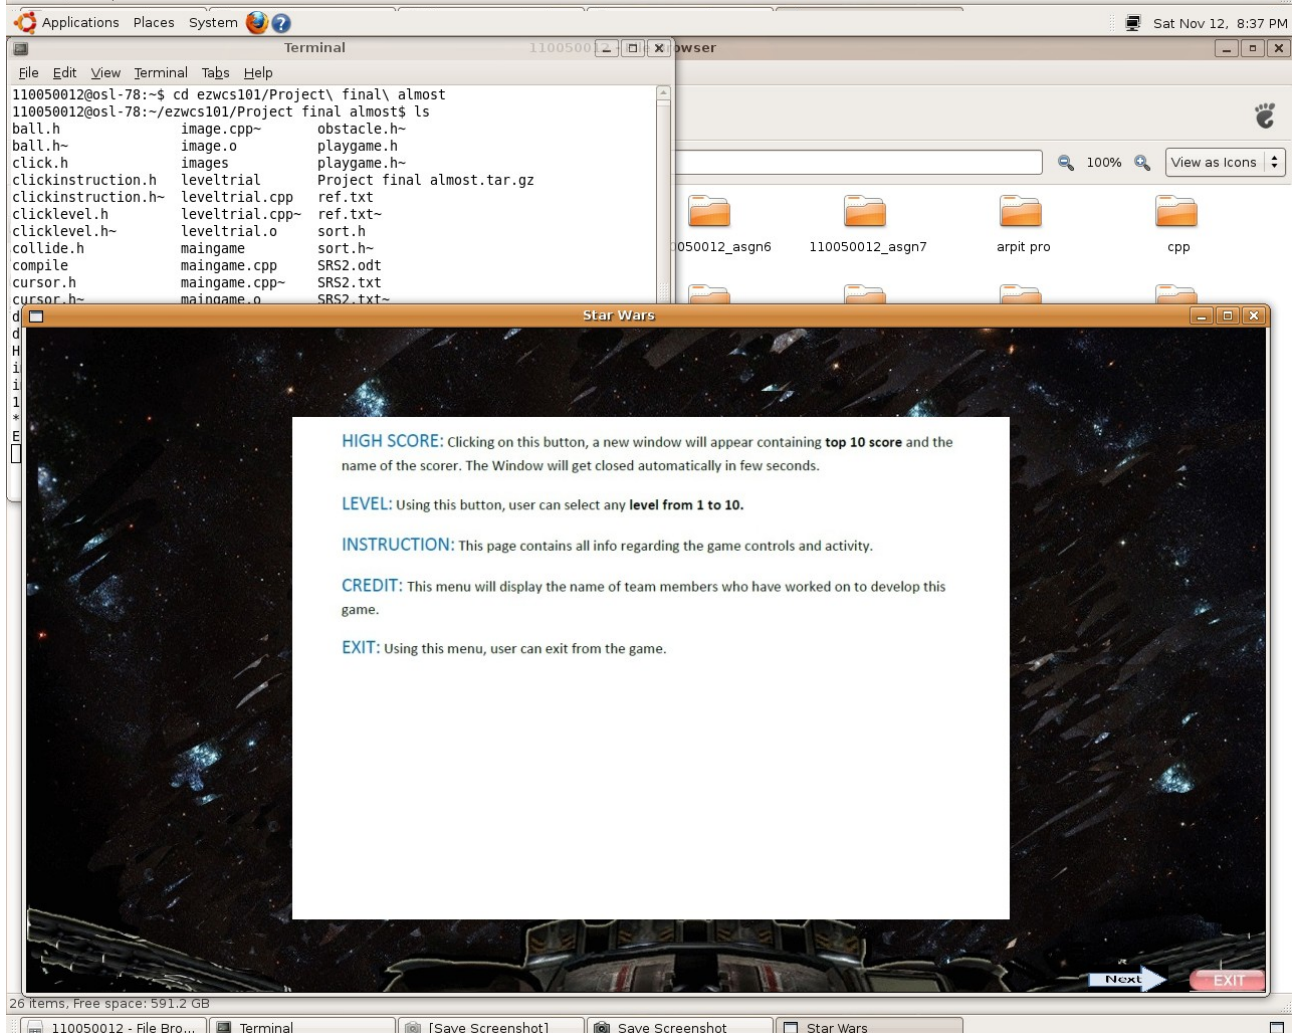 Applications Places System
Sat Nov 12, 8:37 PM
Terminal
File Edit View Terminal Tabs Help
110050012@osl-78:~$ cd ezwcs101/Project\ final\ almost
110050012@osl-78:~/ezwcs101/Project final almost$ ls
ball.h image.cpp~ obstacle.h~
ball.h~ image.o playgame.h
click.h images playgame.h~
clickinstruction.h leveltrial Project final almost.tar.gz
clickinstruction.h~ leveltrial.cpp ref.txt
clicklevel.h leveltrial.cpp~ ref.txt~
clicklevel.h~ leveltrial.o sort.h
collide.h maingame sort.h~
compile maingame.cpp SRS2.odt
cursor.h maingame.cpp~ SRS2.txt
cursor.h~ maingame.o SRS2.txt~
d
d
H
i
i
1
*
E
100% View as Icons
050012_asgn6 110050012_asgn7 arpit pro cpp
Star Wars
HIGH SCORE: Clicking on this button, a new window will appear containing top 10 score and the
name of the scorer. The Window will get closed automatically in few seconds.
LEVEL: Using this button, user can select any level from 1 to 10.
INSTRUCTION: This page contains all info regarding the game controls and activity.
CREDIT: This menu will display the name of team members who have worked on to develop this
game.
EXIT: Using this menu, user can exit from the game.
Next EXIT
26 items, Free space: 591.2 GB
110050012 - File Bro... Terminal [Save Screenshot] Save Screenshot Star Wars